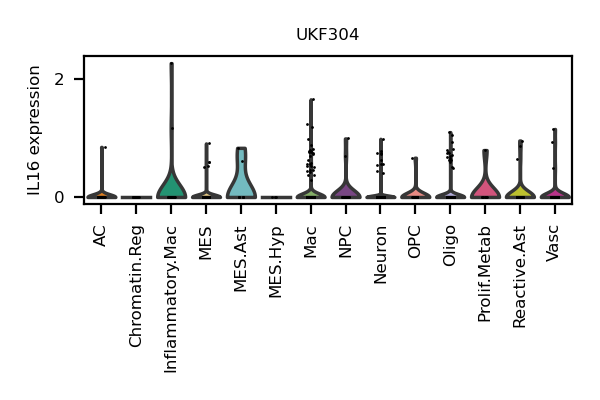 UKF304
IL16 expression
2
0
AC
Chromatin.Reg
Inflammatory.Mac
MES
MES.Ast
MES.Hyp
Mac
NPC
Neuron
OPC
Oligo
Prolif.Metab
Reactive.Ast
Vasc